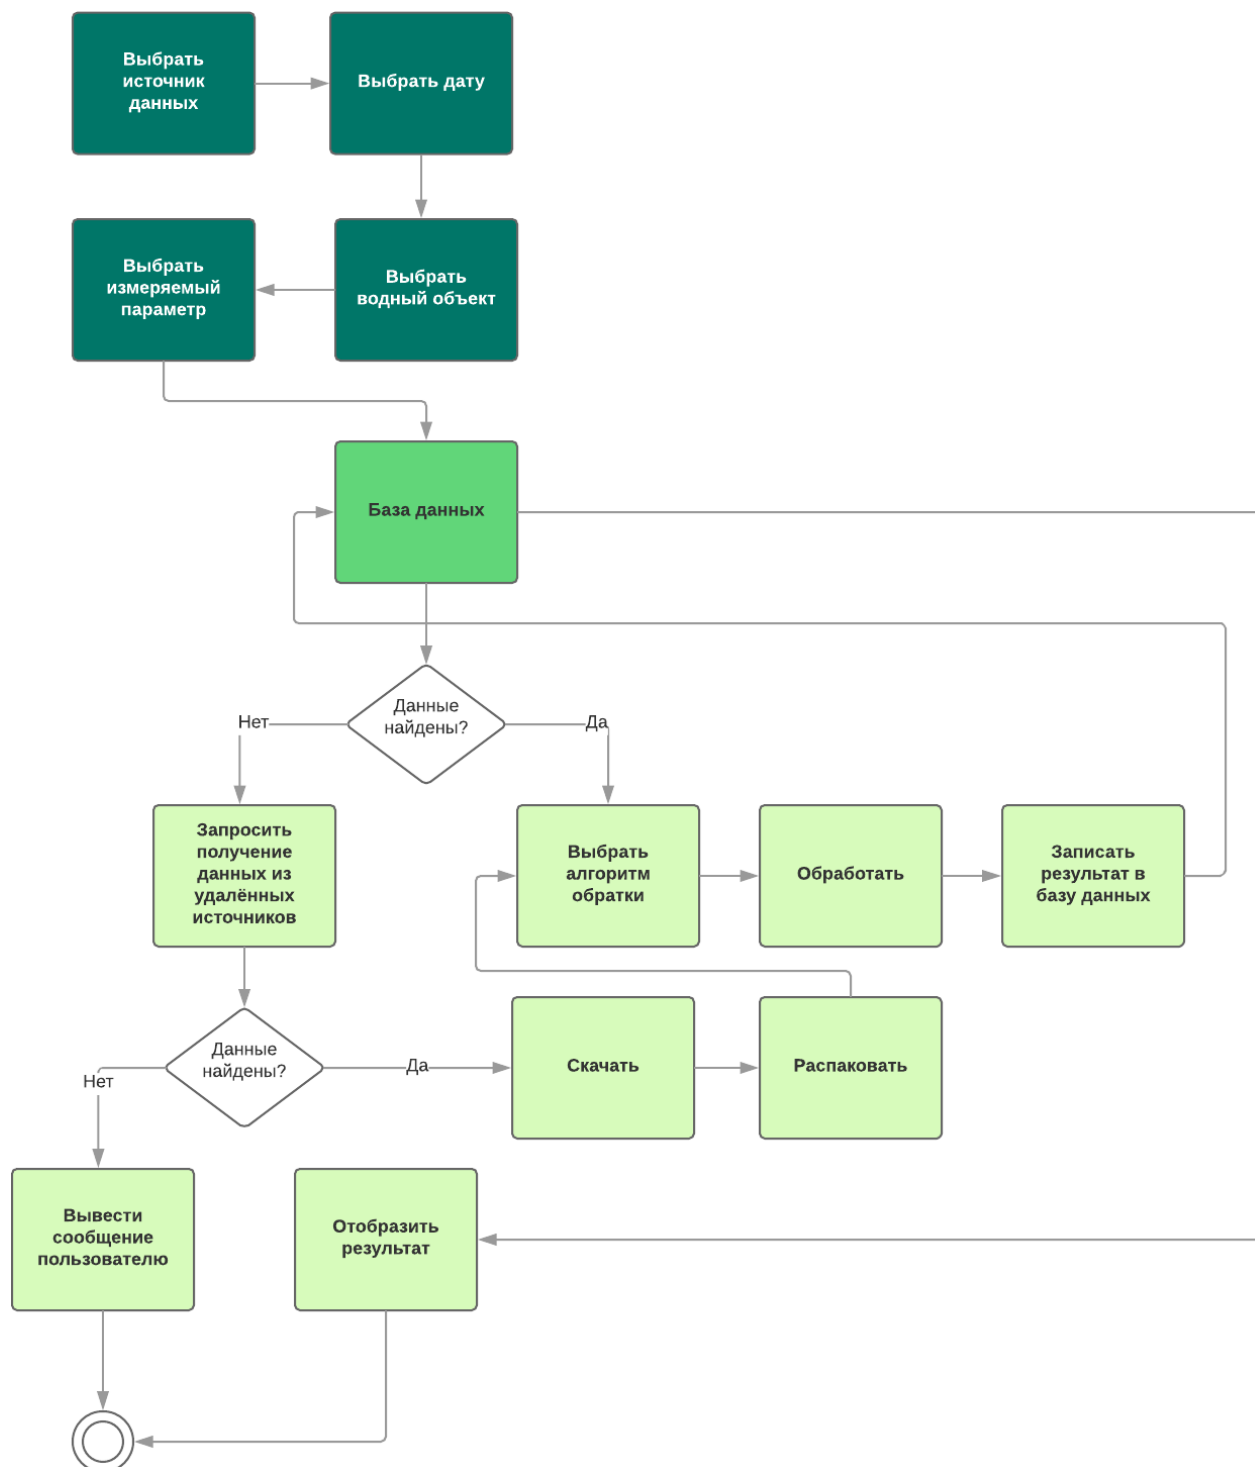 Выбрать
источник
данных
Выбрать дату
Выбрать
измеряемый
параметр
Выбрать
водный объект
База данных
Данные
найдены?
Нет
Да
Запросить
получение
данных из
удалённых
источников
Выбрать
алгоритм
обратки
Обработать
Записать
результат в
базу данных
Данные
найдены?
Нет
Да
Скачать
Распаковать
Вывести
сообщение
пользователю
Отобразить
результат